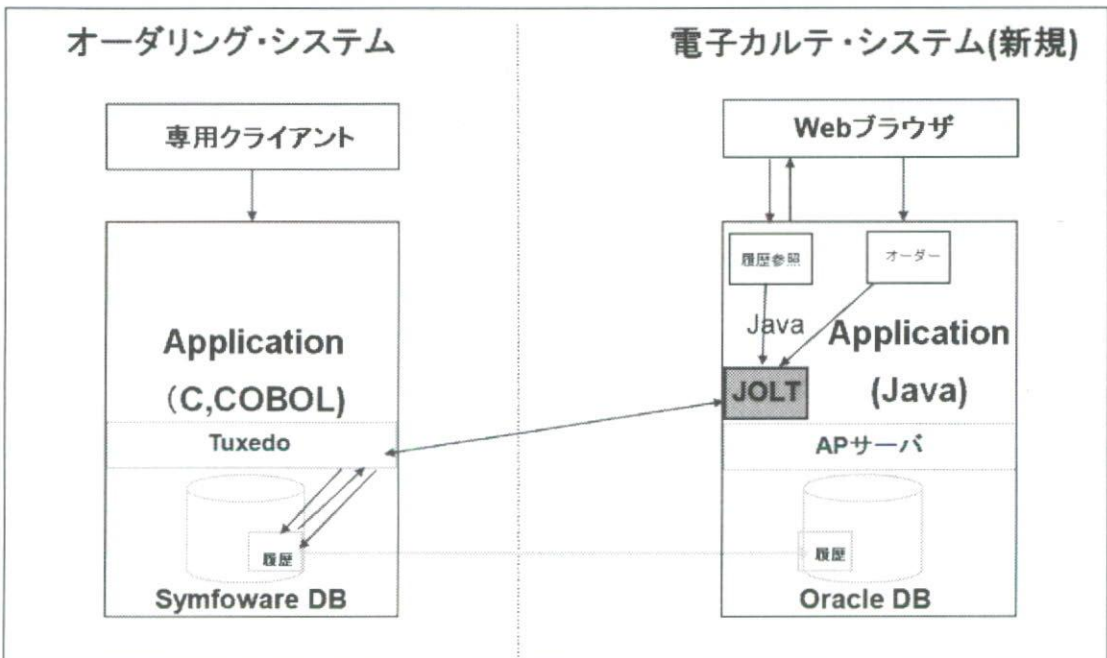 オーダリング・システム
電子カルテ・システム(新規)
専用クライアント
Webブラウザ
履歴参照
オーダー
Java
Application
(C,COBOL)
Application
(Java)
JOLT
Tuxedo
APサーバ
履歴
履歴
Symfoware DB
Oracle DB